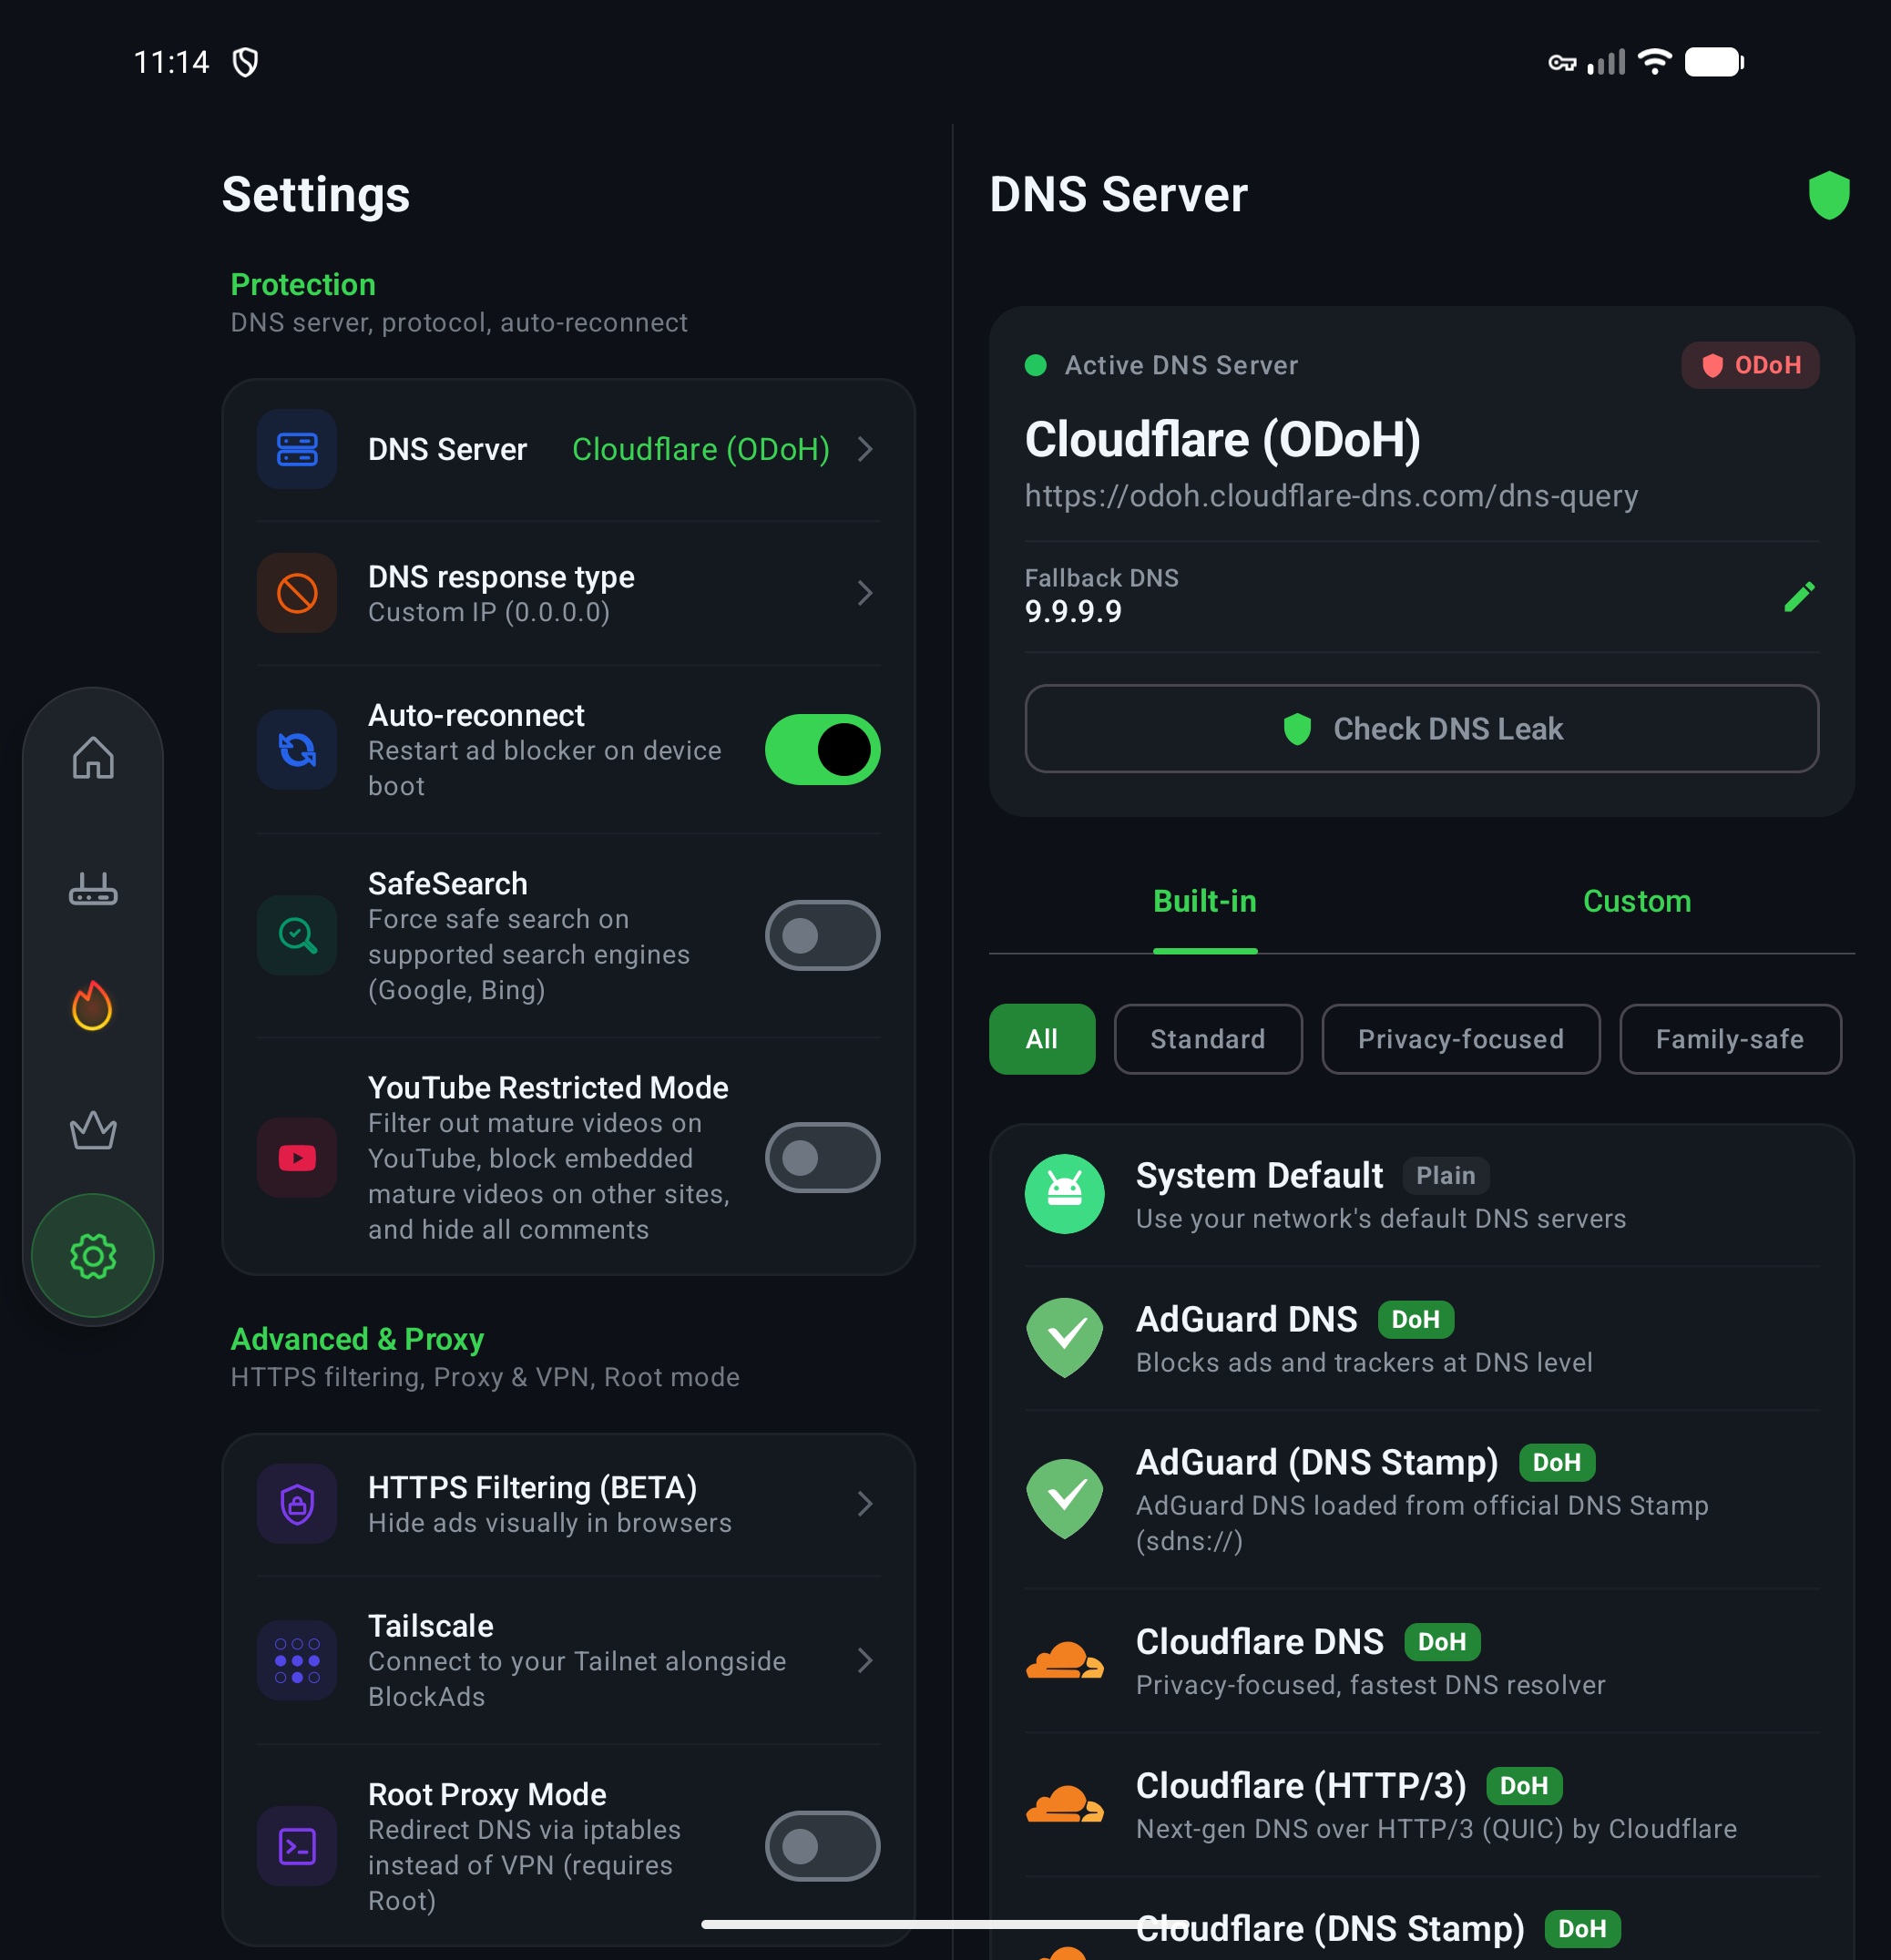 11:14
Settings
Protection
DNS server, protocol, auto-reconnect
DNS Server
Cloudflare (ODoH)
DNS response type
Custom IP (0.0.0.0)
Auto-reconnect
Restart ad blocker on device
boot
SafeSearch
Force safe search on
supported search engines
(Google, Bing)
YouTube Restricted Mode
Filter out mature videos on
YouTube, block embedded
mature videos on other sites,
and hide all comments
Advanced & Proxy
HTTPS filtering, Proxy & VPN, Root mode
HTTPS Filtering (BETA)
Hide ads visually in browsers
Tailscale
Connect to your Tailnet alongside
BlockAds
Root Proxy Mode
Redirect DNS via iptables
instead of VPN (requires
Root)
DNS Server
Active DNS Server
ODoH
Cloudflare (ODoH)
https://odoh.cloudflare-dns.com/dns-query
Fallback DNS
9.9.9.9
Check DNS Leak
Built-in
Custom
All
Standard
Privacy-focused
Family-safe
System Default
Plain
Use your network's default DNS servers
AdGuard DNS
DoH
Blocks ads and trackers at DNS level
AdGuard (DNS Stamp)
DoH
AdGuard DNS loaded from official DNS Stamp
(sdns://)
Cloudflare DNS
DoH
Privacy-focused, fastest DNS resolver
Cloudflare (HTTP/3)
DoH
Next-gen DNS over HTTP/3 (QUIC) by Cloudflare
Cloudflare (DNS Stamp)
DoH